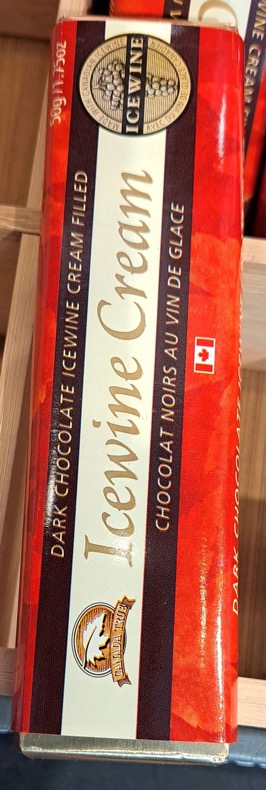 50g | 1.75oz
ICEWINE
DARK CHOCOLATE ICEWINE CREAM FILLED
Icewine Cream
CHOCOLAT NOIRS AU VIN DE GLACE
CANADA TRUE
DARK CHOCOLATE